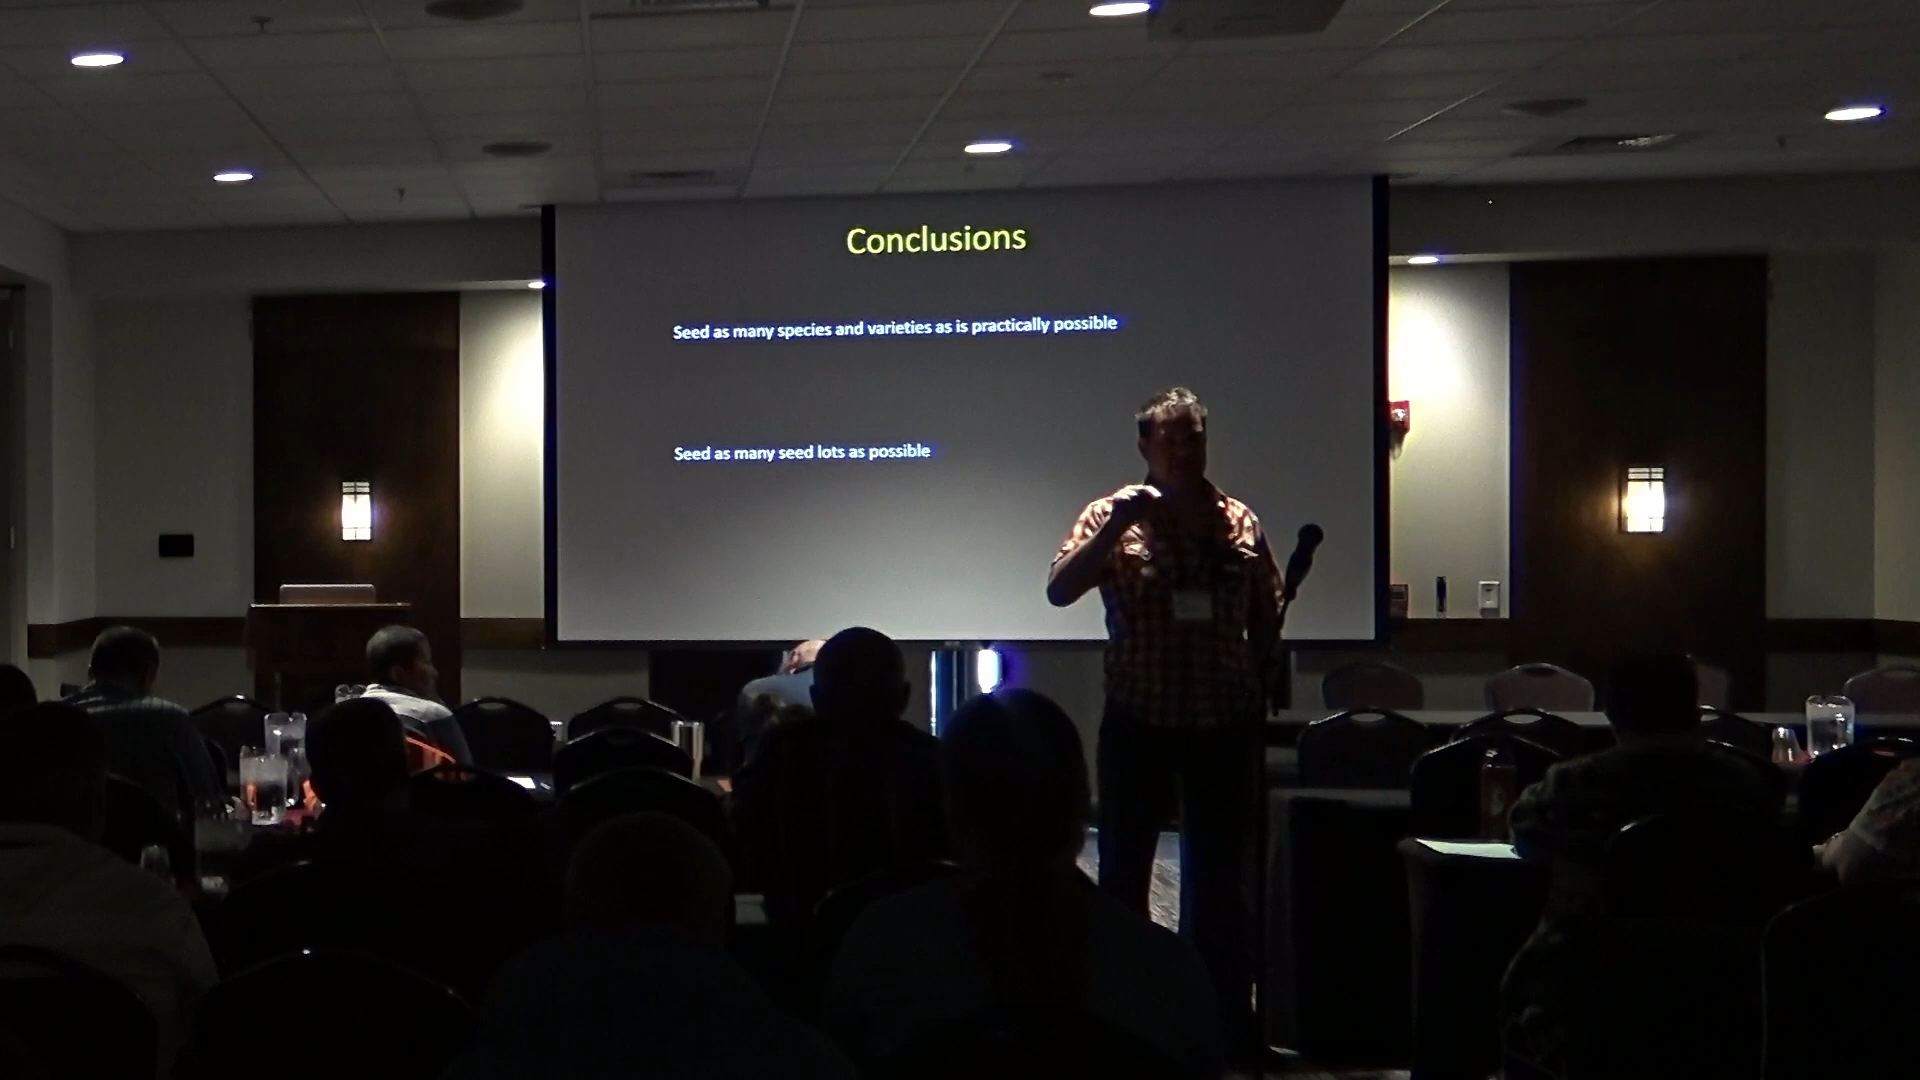 Conclusions
Seed as many species and varieties as is practically possible
Seed as many seed lots as possible